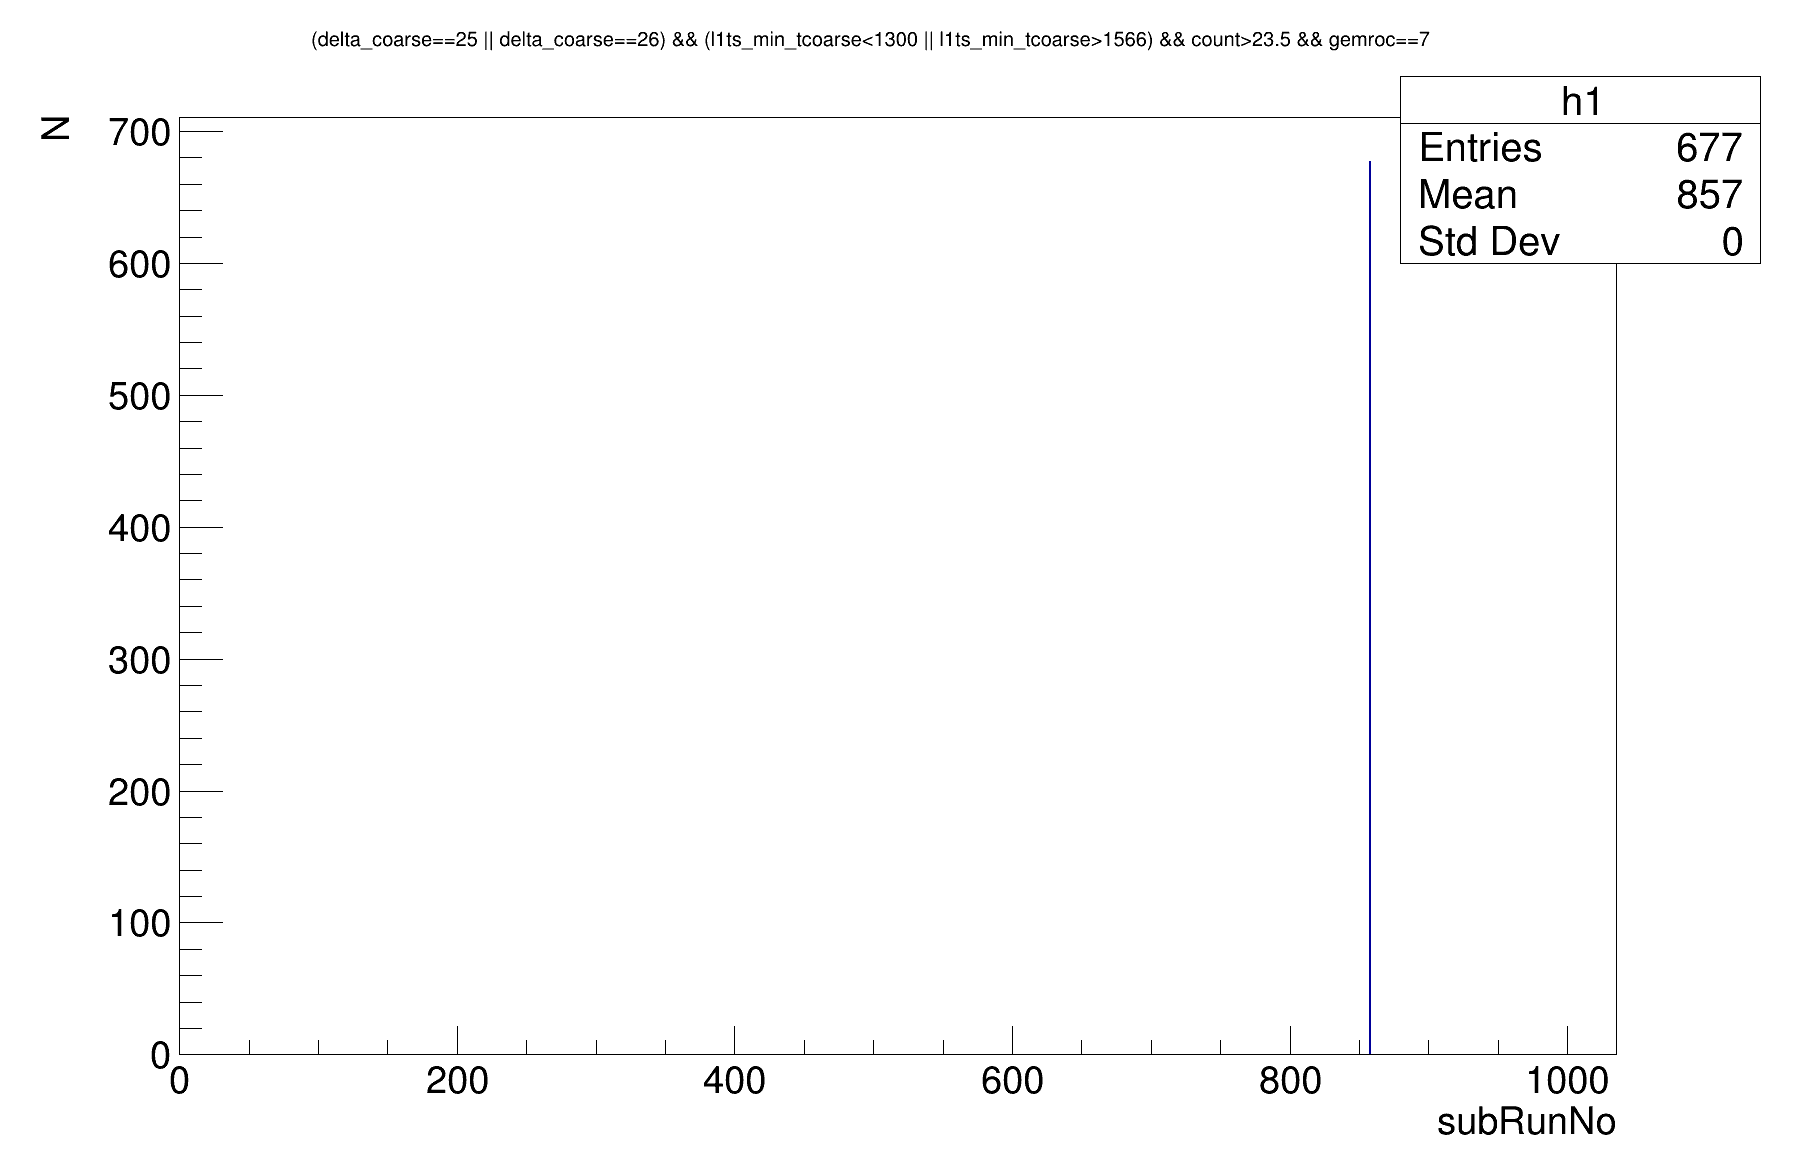 (delta_coarse==25 || delta_coarse==26) && (l1ts_min_tcoarse<1300 || l1ts_min_tcoarse>1566) && count>23.5 && gemroc==7
h1
Entries 677
Mean 857
Std Dev 0
N
700
600
500
400
300
200
100
0
0 200 400 600 800 1000
subRunNo